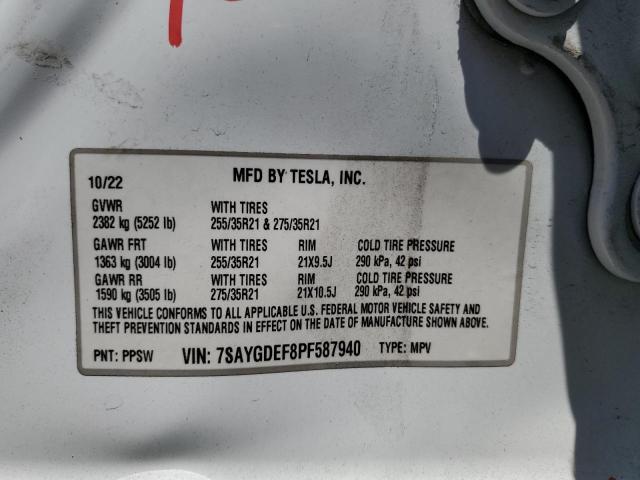 10/22 MFD BY TESLA, INC.
GVWR WITH TIRES
2382 kg (5252 lb) 255/35R21 & 275/35R21
GAWR FRT WITH TIRES RIM COLD TIRE PRESSURE
1363 kg (3004 lb) 255/35R21 21X9.5J 290 kPa, 42 psi
GAWR RR WITH TIRES RIM COLD TIRE PRESSURE
1590 kg (3505 lb) 275/35R21 21X10.5J 290 kPa, 42 psi
THIS VEHICLE CONFORMS TO ALL APPLICABLE U.S. FEDERAL MOTOR VEHICLE SAFETY AND
THEFT PREVENTION STANDARDS IN EFFECT ON THE DATE OF MANUFACTURE SHOWN ABOVE.
PNT: PPSW VIN: 7SAYGDEF8PF587940 TYPE: MPV